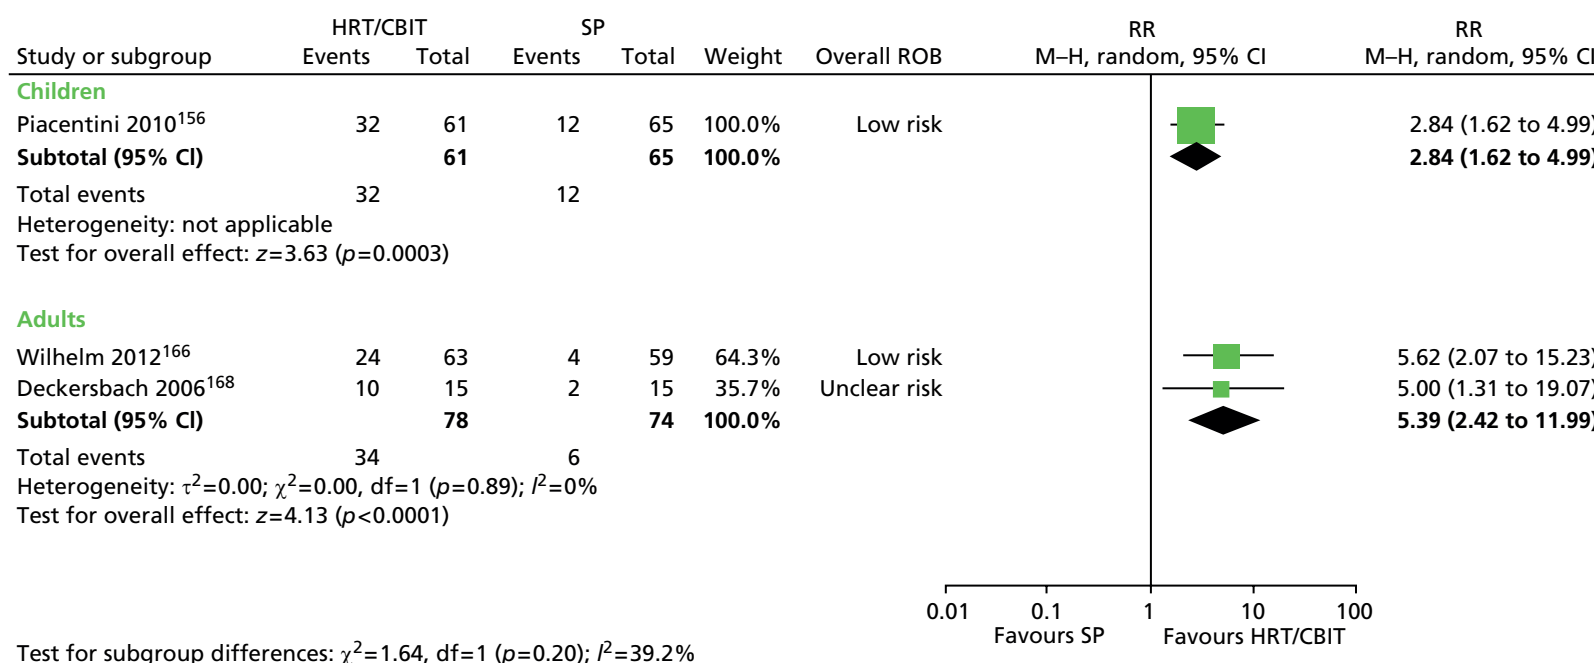 HRT/CBIT SP RR RR
Study or subgroup Events Total Events Total Weight Overall ROB M–H, random, 95% CI M–H, random, 95% CI
Children
Piacentini 2010156 32 61 12 65 100.0% Low risk 2.84 (1.62 to 4.99)
Subtotal (95% CI) 61 65 100.0% 2.84 (1.62 to 4.99)
Total events 32 12
Heterogeneity: not applicable
Test for overall effect: z=3.63 (p=0.0003)
Adults
Wilhelm 2012166 24 63 4 59 64.3% Low risk 5.62 (2.07 to 15.23)
Deckersbach 2006168 10 15 2 15 35.7% Unclear risk 5.00 (1.31 to 19.07)
Subtotal (95% CI) 78 74 100.0% 5.39 (2.42 to 11.99)
Total events 34 6
Heterogeneity: τ2=0.00; χ2=0.00, df=1 (p=0.89); I2=0%
Test for overall effect: z=4.13 (p<0.0001)
0.01 0.1 1 10 100
Favours SP Favours HRT/CBIT
Test for subgroup differences: χ2=1.64, df=1 (p=0.20); I2=39.2%